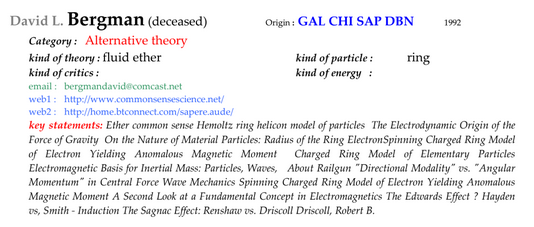 David L. Bergman (deceased) Origin : GAL CHI SAP DBN 1992
Category : Alternative theory
kind of theory : fluid ether kind of particle : ring
kind of critics : kind of energy :
email : bergmandavid@comcast.net
web1 : http://www.commonsensescience.net/
web2 : http://home.btconnect.com/sapere.aude/
key statements: Ether common sense Hemoltz ring helicon model of particles The Electrodynamic Origin of the
Force of Gravity On the Nature of Material Particles: Radius of the Ring ElectronSpinning Charged Ring Model
of Electron Yielding Anomalous Magnetic Moment Charged Ring Model of Elementary Particles
Electromagnetic Basis for Inertial Mass: Particles, Waves, About Railgun "Directional Modality" vs. "Angular
Momentum" in Central Force Wave Mechanics Spinning Charged Ring Model of Electron Yielding Anomalous
Magnetic Moment A Second Look at a Fundamental Concept in Electromagnetics The Edwards Effect ? Hayden
vs, Smith - Induction The Sagnac Effect: Renshaw vs. Driscoll Driscoll, Robert B.